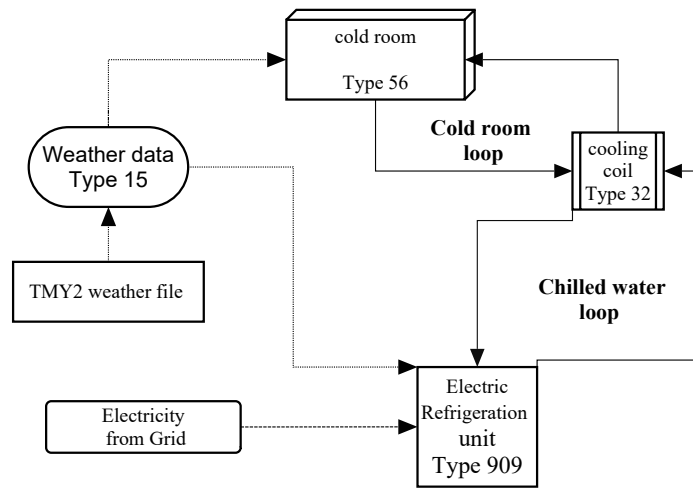 cold room
Type 56
Cold room
loop
cooling
coil
Type 32
Weather data
Type 15
TMY2 weather file
Chilled water
loop
Electric
Refrigeration
unit
Type 909
Electricity
from Grid